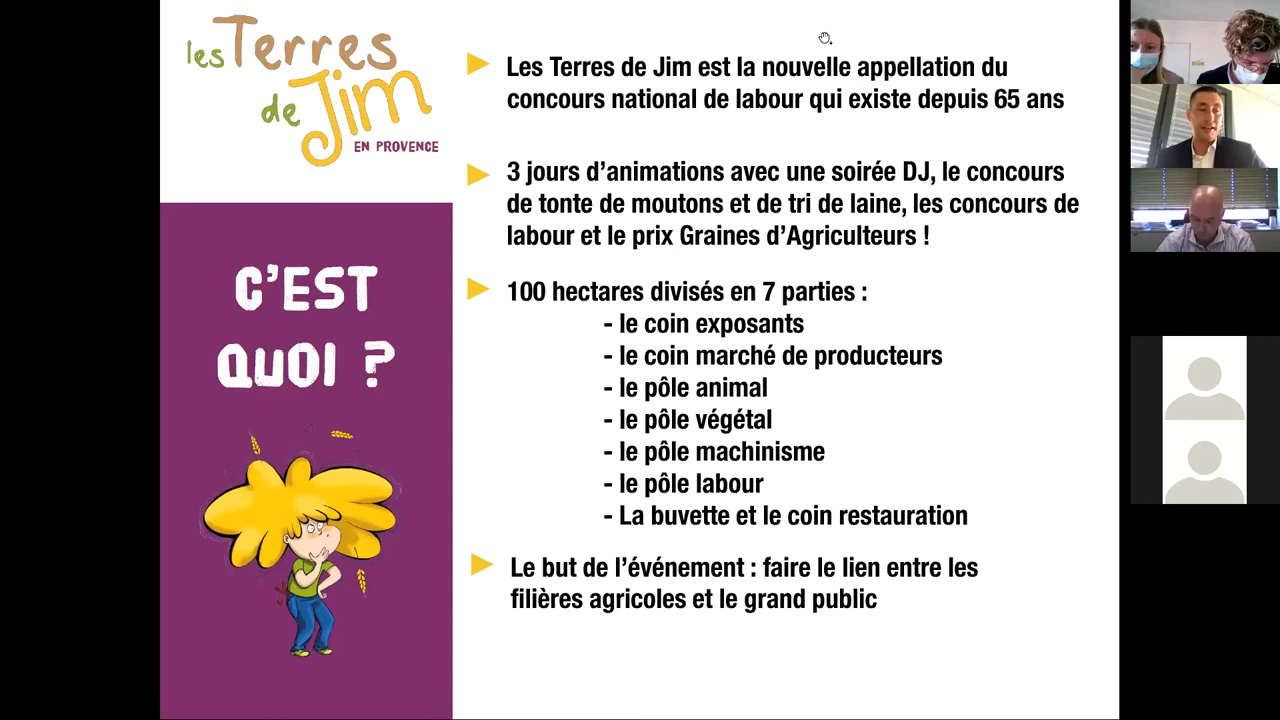 les Terres
de Jim
EN PROVENCE
C'EST
QUOI ?
Les Terres de Jim est la nouvelle appellation du
concours national de labour qui existe depuis 65 ans
3 jours d'animations avec une soirée DJ, le concours
de tonte de moutons et de tri de laine, les concours de
labour et le prix Graines d'Agriculteurs !
100 hectares divisés en 7 parties :
- le coin exposants
- le coin marché de producteurs
- le pôle animal
- le pôle végétal
- le pôle machinisme
- le pôle labour
- La buvette et le coin restauration
Le but de l'événement : faire le lien entre les
filières agricoles et le grand public